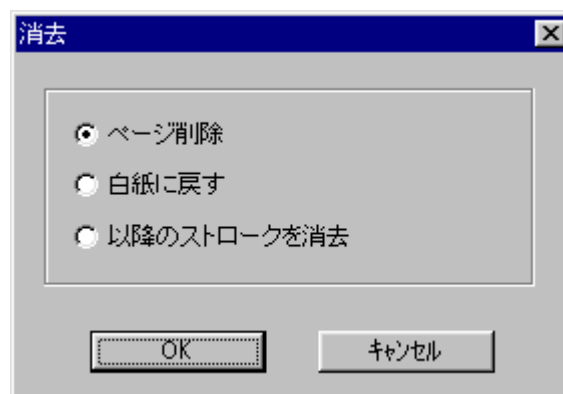 消去
ページ削除
白紙に戻す
以降のストロークを消去
OK
ｷｬﾝｾﾙ